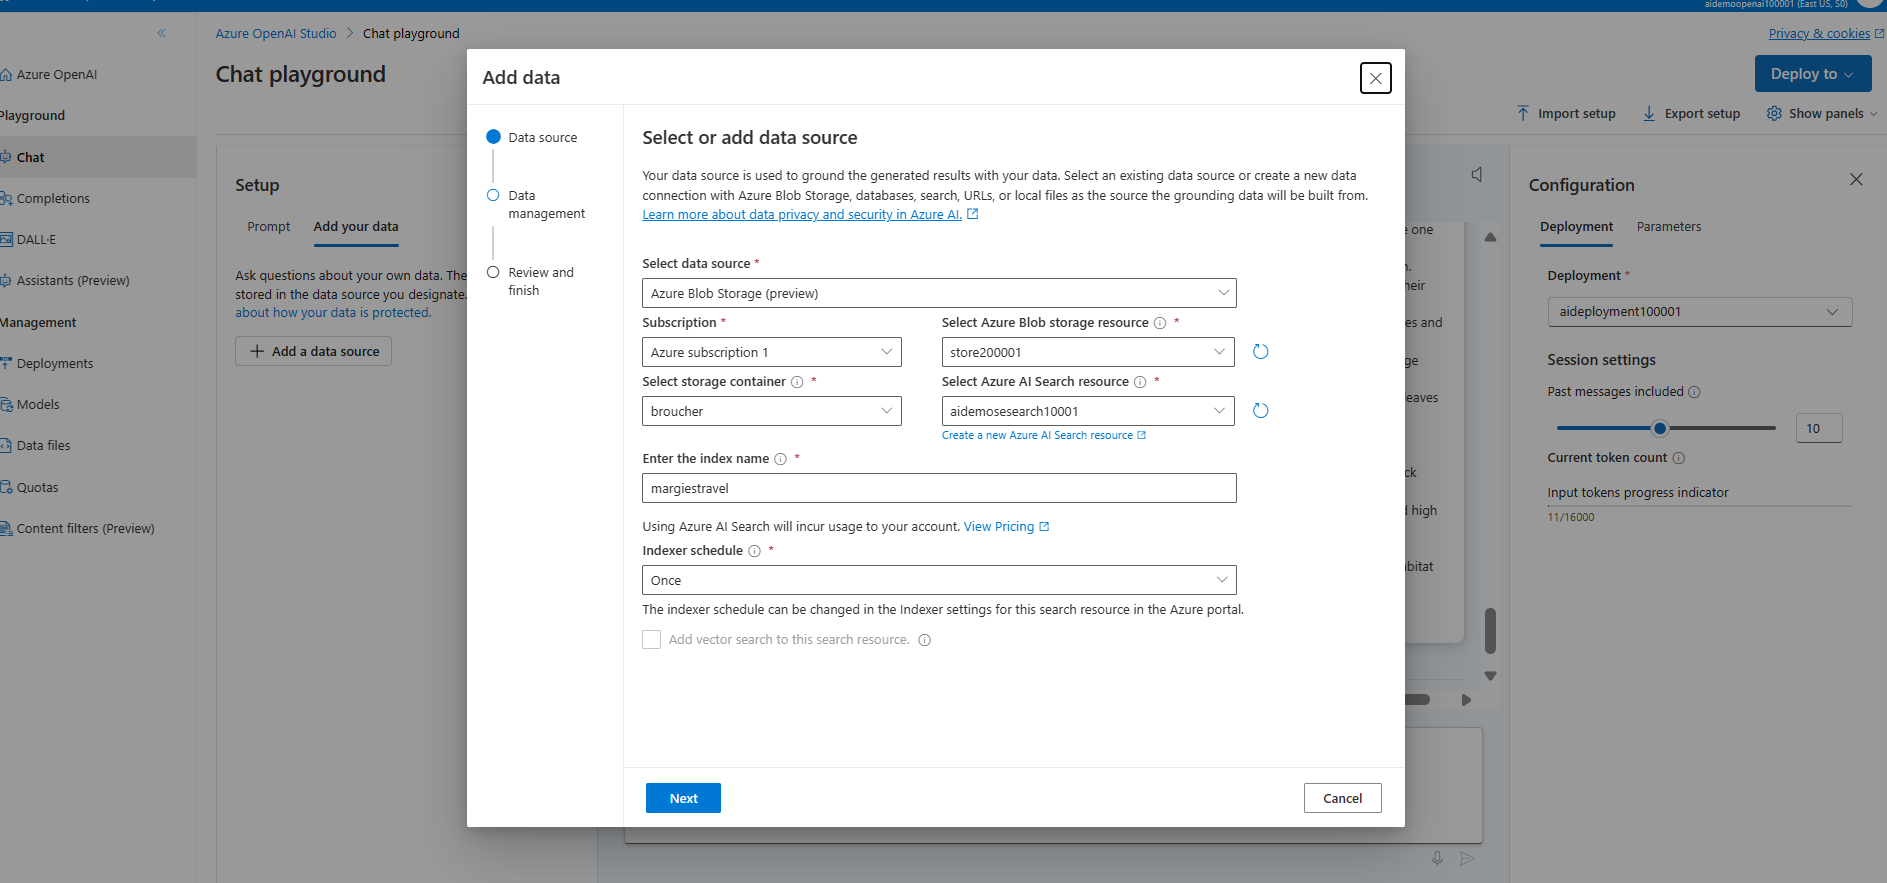 aidemoopenai100001 (East US, S0)
Azure OpenAI Studio > Chat playground
Privacy & cookies
Chat playground
Deploy to
Import setup
Export setup
Show panels
Azure OpenAI
Playground
Chat
Completions
DALL·E
Assistants (Preview)
Management
Deployments
Models
Data files
Quotas
Content filters (Preview)
Setup
Prompt
Add your data
Ask questions about your own data. The
stored in the data source you designate.
about how your data is protected.
+ Add a data source
Add data
Data source
Data
management
Review and
finish
Select or add data source
Your data source is used to ground the generated results with your data. Select an existing data source or create a new data
connection with Azure Blob Storage, databases, search, URLs, or local files as the source the grounding data will be built from.
Learn more about data privacy and security in Azure AI.
Select data source *
Azure Blob Storage (preview)
Subscription *
Select Azure Blob storage resource *
Azure subscription 1
store200001
Select storage container *
Select Azure AI Search resource *
broucher
aidemosesearch10001
Create a new Azure AI Search resource
Enter the index name *
margiestravel
Using Azure AI Search will incur usage to your account. View Pricing
Indexer schedule *
Once
The indexer schedule can be changed in the Indexer settings for this search resource in the Azure portal.
Add vector search to this search resource.
Next
Cancel
one
n.
heir
es and
ge
eaves
ck
d high
abitat
Configuration
Deployment
Parameters
Deployment *
aideployment100001
Session settings
Past messages included
10
Current token count
Input tokens progress indicator
11/16000